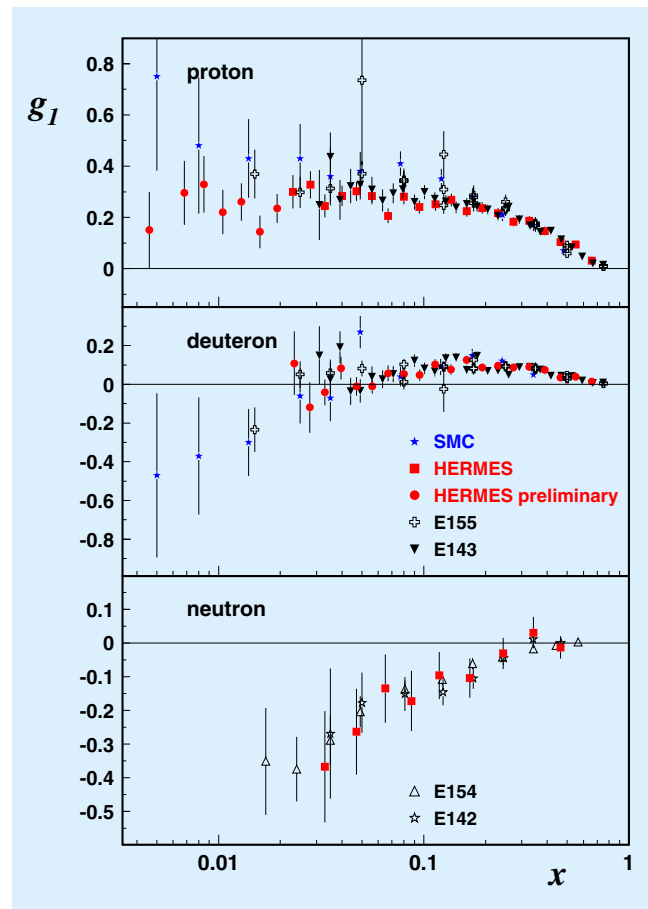 g1
proton
0.8
0.6
0.4
0.2
0
deuteron
0.2
0
-0.2
-0.4
-0.6
-0.8
SMC
HERMES
HERMES preliminary
E155
E143
neutron
0.1
0
-0.1
-0.2
-0.3
-0.4
-0.5
E154
E142
0.01
0.1
1
x